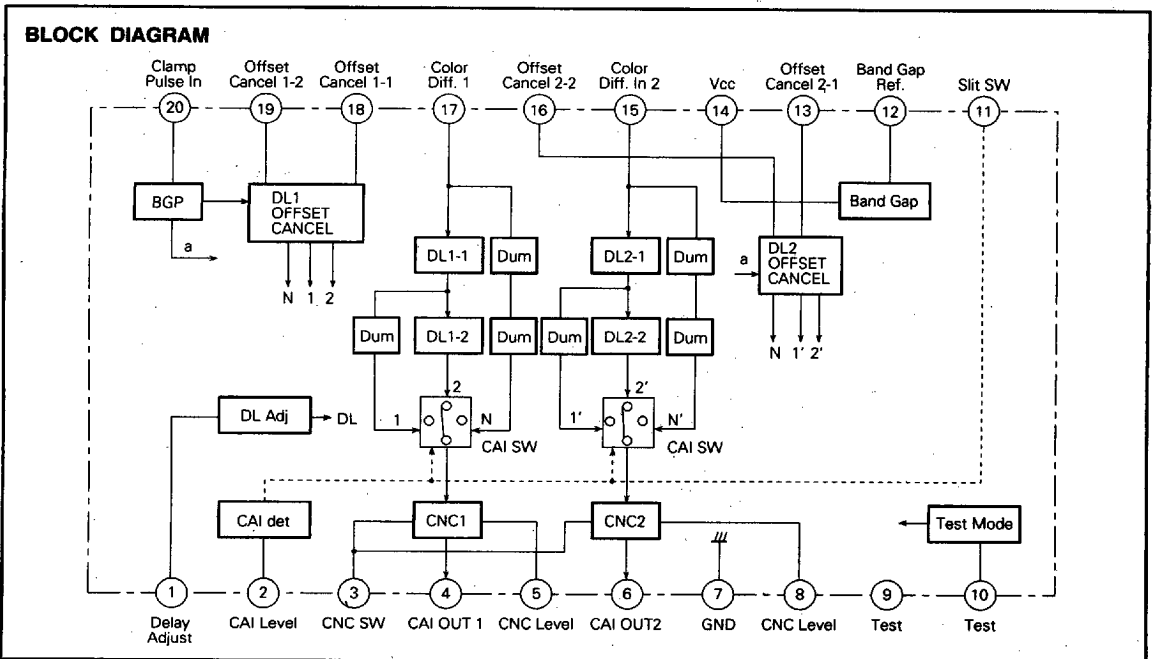 BLOCK DIAGRAM
Clamp
Pulse In
Offset
Cancel 1-2
Offset
Cancel 1-1
Color
Diff. 1
Offset
Cancel 2-2
Color
Diff. In 2
Vcc
Offset
Cancel 2-1
Band Gap
Ref.
Slit SW
20
19
18
17
16
15
14
13
12
11
BGP
a
DL1
OFFSET
CANCEL
N 1 2
DL1-1
Dum
Dum
DL1-2
Dum
DL2-1
Dum
Dum
DL2-2
Dum
Band Gap
a
DL2
OFFSET
CANCEL
N 1' 2'
DL Adj
DL
1
2
N
CAI SW
1'
2'
N'
CAI SW
CAI det
CNC1
CNC2
Test Mode
1
2
3
4
5
6
7
8
9
10
Delay
Adjust
CAI Level
CNC SW
CAI OUT 1
CNC Level
CAI OUT2
GND
CNC Level
Test
Test